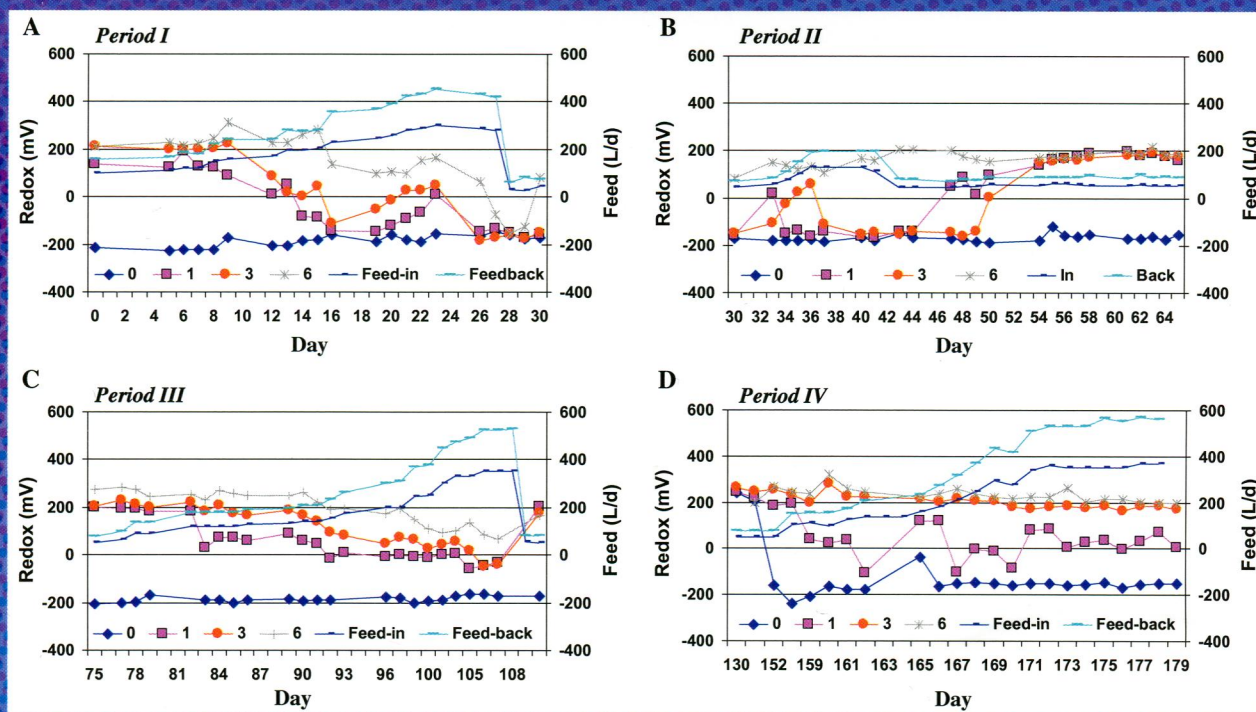 A
Period I
600
400
200
0
-200
-400
Redox (mV)
600
400
200
0
-200
-400
Feed (L/d)
0 1 3 6 Feed-in Feedback
0 2 4 6 8 10 12 14 16 18 20 22 24 26 28 30
Day
B
Period II
600
400
200
0
-200
-400
Redox (mV)
600
400
200
0
-200
-400
Feed (L/d)
0 1 3 6 In Back
30 32 34 36 38 40 42 44 46 48 50 52 54 56 58 60 62 64
Day
C
Period III
600
400
200
0
-200
-400
Redox (mV)
600
400
200
0
-200
-400
Feed (L/d)
0 1 3 6 Feed-in Feed-back
75 78 81 84 87 90 93 96 100 105 108
Day
D
Period IV
600
400
200
0
-200
-400
Redox (mV)
600
400
200
0
-200
-400
Feed (L/d)
0 1 3 6 Feed-in Feed-back
130 152 159 161 163 165 167 169 171 173 175 177 179
Day